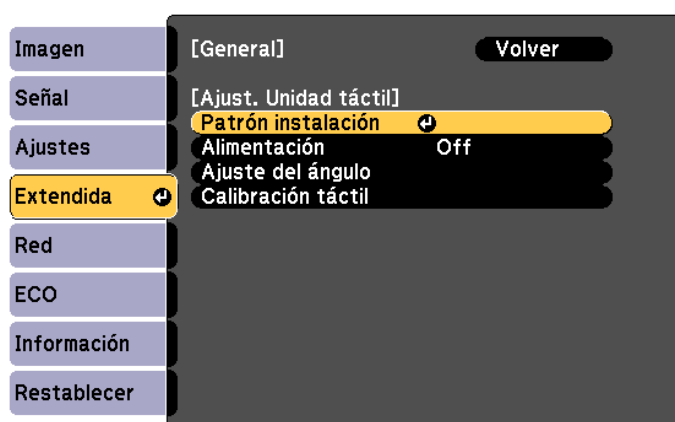 Imagen
Señal
Ajustes
Extendida
Red
ECO
Información
Restablecer
[General] Volver
[Ajust. Unidad táctil]
Patrón instalación
Alimentación Off
Ajuste del ángulo
Calibración táctil